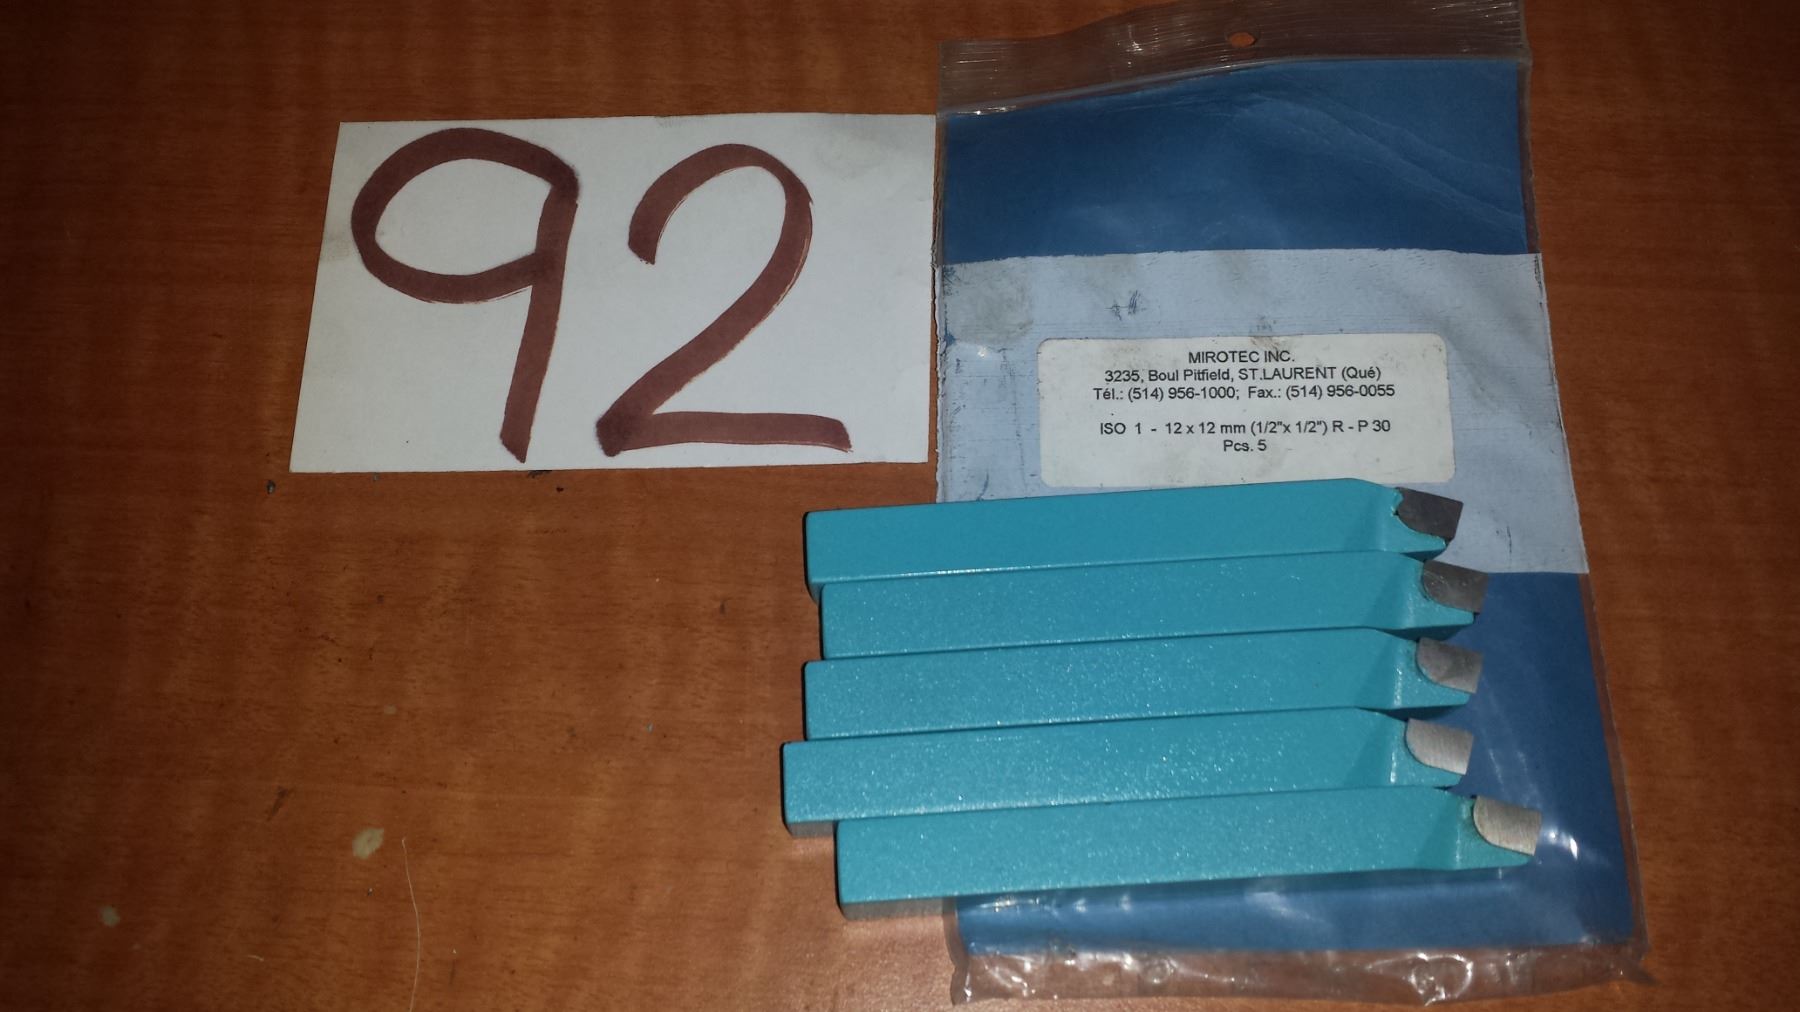 92
MIROTEC INC.
3235, Boul Pitfield, ST.LAURENT (Qué)
Tél.: (514) 956-1000; Fax.: (514) 956-0055
ISO 1 - 12 x 12 mm (1/2"x 1/2") R - P 30
Pcs. 5